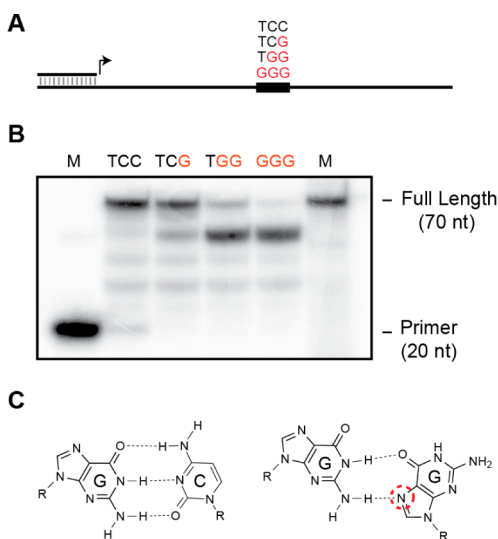 A
TCC
TCG
TGG
GGG
B
M TCC TCG TGG GGG M
– Full Length
(70 nt)
– Primer
(20 nt)
C
H
O H N H O N H
N N NH₂
G N H N C G N H O G N
N N N N N N
R N H O R R N H N N
H H R